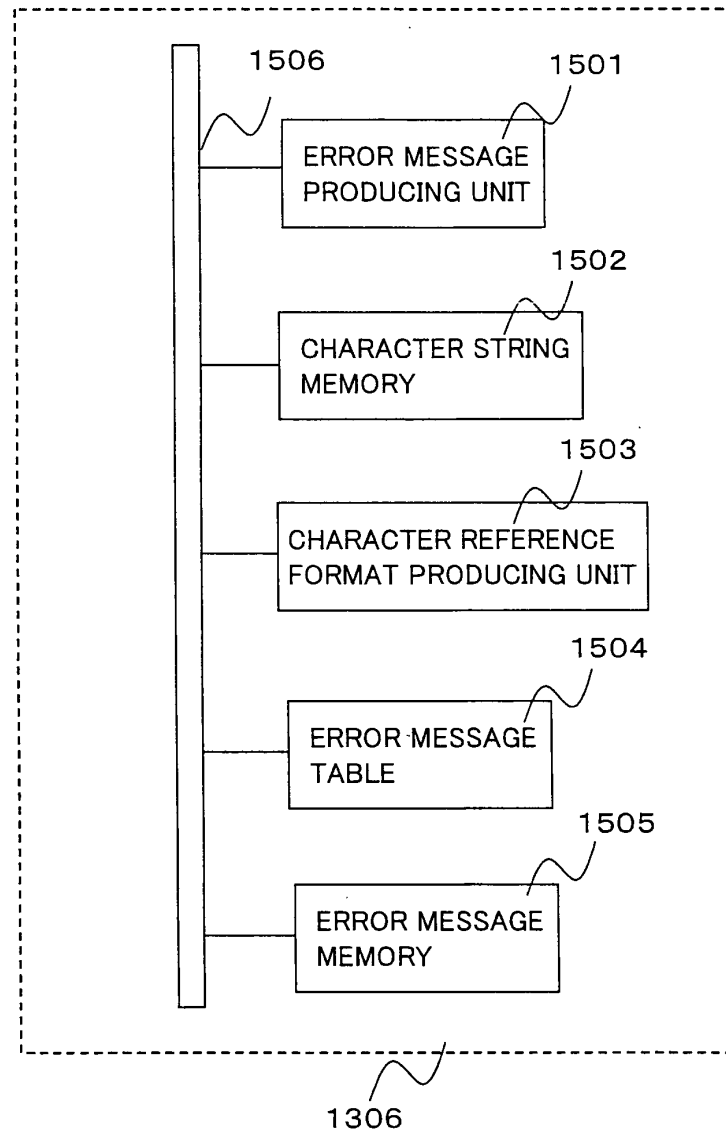 1506
1501
ERROR MESSAGE
PRODUCING UNIT
1502
CHARACTER STRING
MEMORY
1503
CHARACTER REFERENCE
FORMAT PRODUCING UNIT
1504
ERROR MESSAGE
TABLE
1505
ERROR MESSAGE
MEMORY
1306